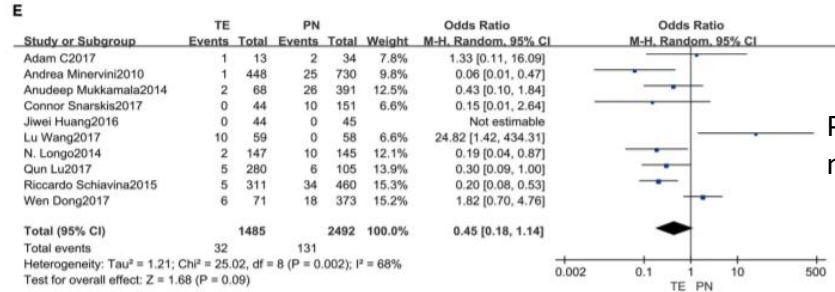 E
TE PN Odds Ratio Odds Ratio
Study or Subgroup Events Total Events Total Weight M-H, Random, 95% CI M-H, Random, 95% CI
Adam C2017 1 13 2 34 7.8% 1.33 [0.11, 16.09]
Andrea Minervini2010 1 448 25 730 9.8% 0.06 [0.01, 0.47]
Anudeep Mukkamala2014 2 68 26 391 12.5% 0.43 [0.10, 1.84]
Connor Snarskis2017 0 44 10 151 6.6% 0.15 [0.01, 2.64]
Jiwei Huang2016 0 44 0 45 Not estimable
Lu Wang2017 10 59 0 58 6.6% 24.82 [1.42, 434.31]
N. Longo2014 2 147 10 145 12.1% 0.19 [0.04, 0.87]
Qun Lu2017 5 280 6 105 13.9% 0.30 [0.09, 1.00]
Riccardo Schiavina2015 5 311 34 460 15.3% 0.20 [0.08, 0.53]
Wen Dong2017 6 71 18 373 15.2% 1.82 [0.70, 4.76]
Total (95% CI) 1485 2492 100.0% 0.45 [0.18, 1.14]
Total events 32 131
Heterogeneity: Tau² = 1.21; Chi² = 25.02, df = 8 (P = 0.002); I² = 68%
Test for overall effect: Z = 1.68 (P = 0.09)
0.002 0.1 1 10 500
TE PN